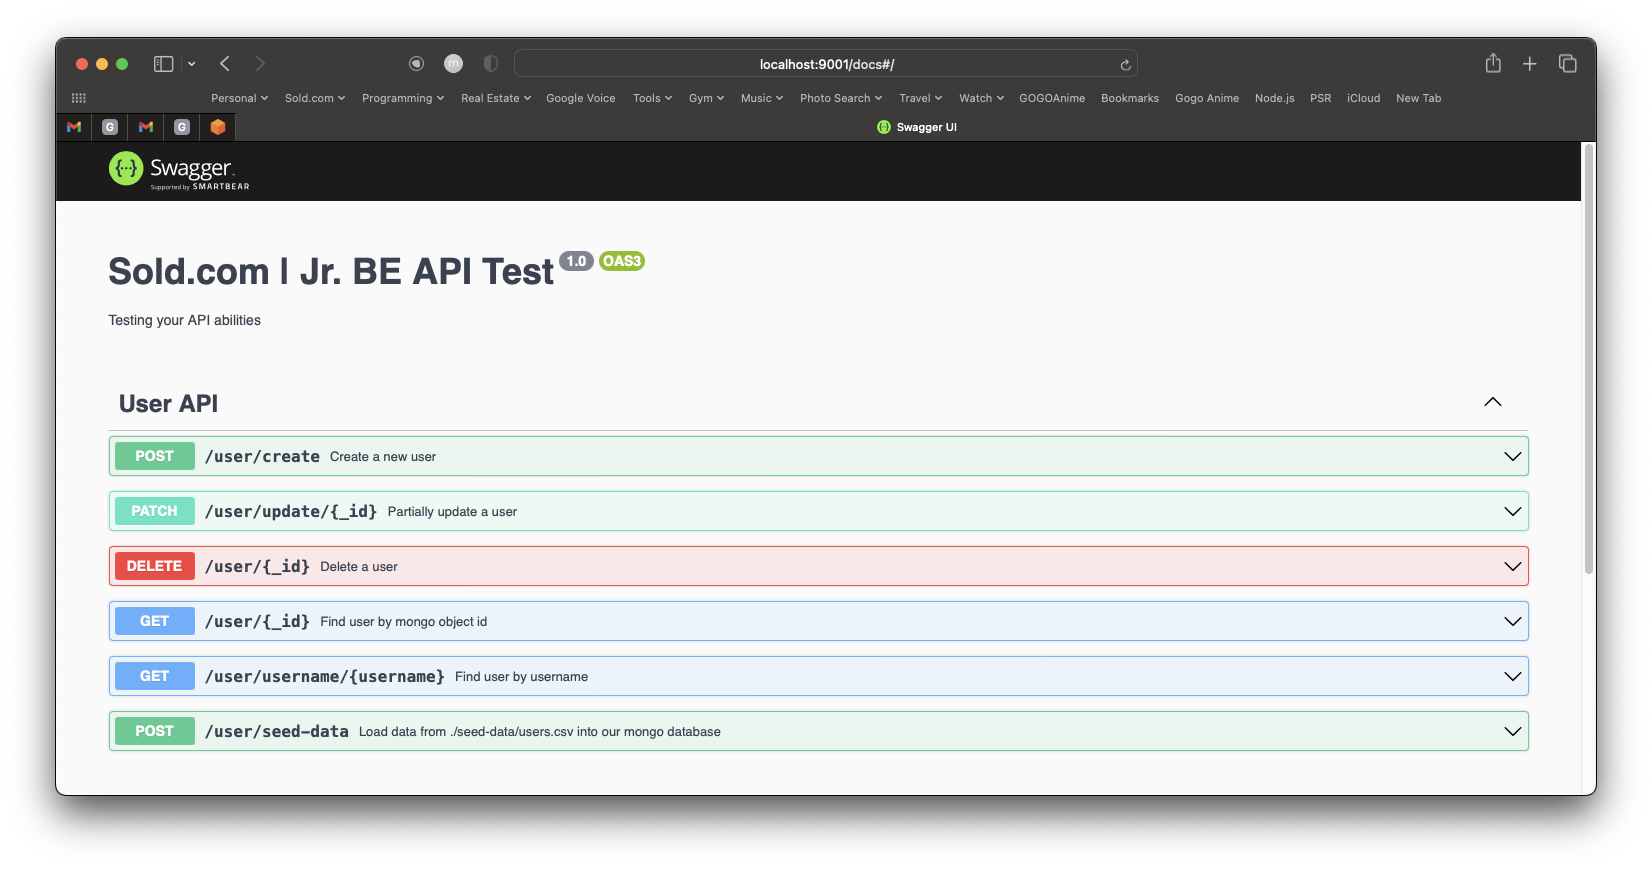 m
localhost:9001/docs#/
Personal Sold.com Programming Real Estate Google Voice Tools Gym Music Photo Search Travel Watch GOGOAnime Bookmarks Gogo Anime Node.js PSR iCloud New Tab
G G Swagger UI
{··} Swagger
Supported by SMARTBEAR
Sold.com | Jr. BE API Test 1.0 OAS3
Testing your API abilities
User API
POST /user/create Create a new user
PATCH /user/update/{_id} Partially update a user
DELETE /user/{_id} Delete a user
GET /user/{_id} Find user by mongo object id
GET /user/username/{username} Find user by username
POST /user/seed-data Load data from ./seed-data/users.csv into our mongo database